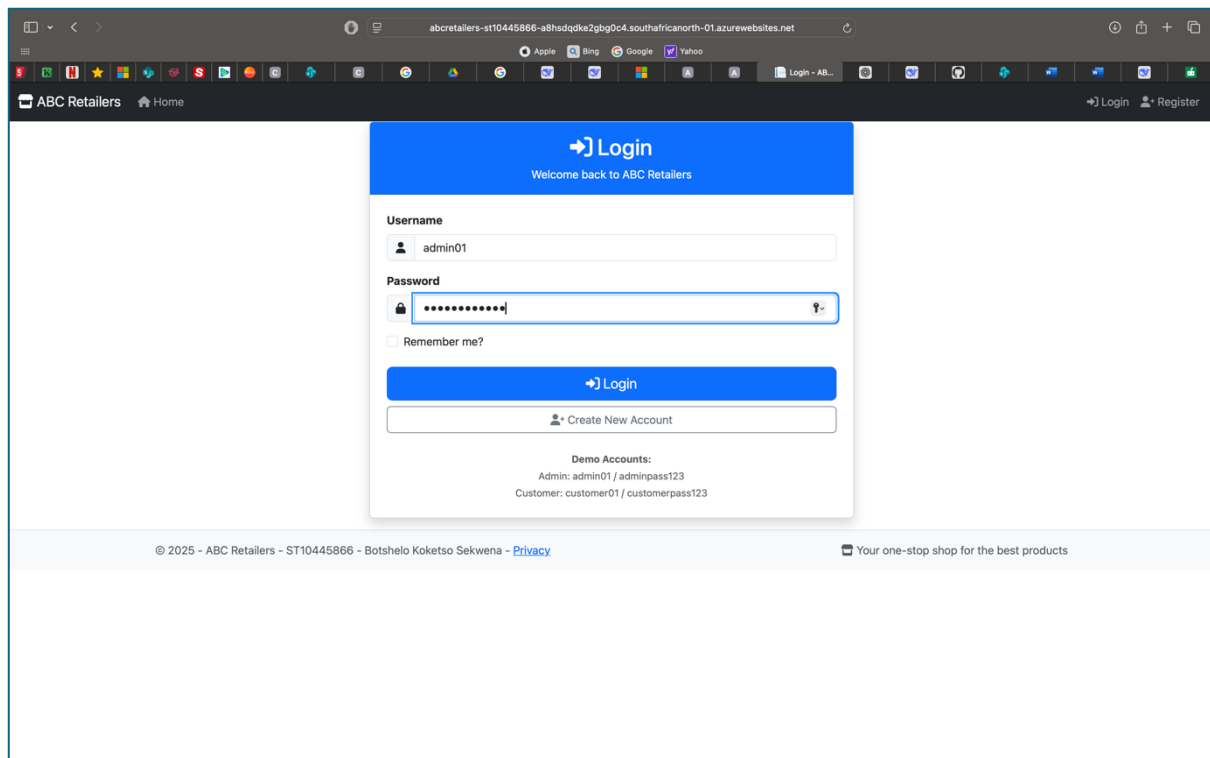 abcretailers-st10445866-a8hsdqdke2gbg0c4.southafricanorth-01.azurewebsites.net
Apple Bing Google Yahoo
Login - AB...
ABC Retailers Home Login Register
Login
Welcome back to ABC Retailers
Username
admin01
Password
Remember me?
Login
Create New Account
Demo Accounts:
Admin: admin01 / adminpass123
Customer: customer01 / customerpass123
© 2025 - ABC Retailers - ST10445866 - Botshelo Koketso Sekwena - Privacy Your one-stop shop for the best products